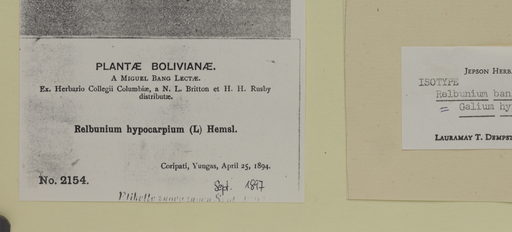 PLANTÆ BOLIVIANÆ.
A MIGUEL BANG LECTÆ.
Ex. Herbario Collegii Columbiæ, a N. L. Britton et H. H. Rusby
distributæ.
Relbunium hypocarpium (L) Hemsl.
Coripati, Yungas, April 25, 1894.
No. 2154.
Sept. 1897
JEPSON HERB
ISOTYPE
Relbunium ban
= Galium hy
LAURAMAY T. DEMPST